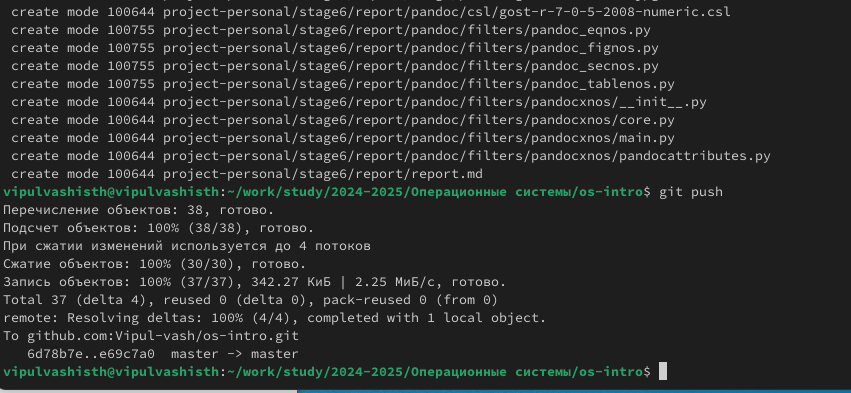 create mode 100644 project-personal/stage6/report/pandoc/csl/gost-r-7-0-5-2008-numeric.csl
create mode 100755 project-personal/stage6/report/pandoc/filters/pandoc_eqnos.py
create mode 100755 project-personal/stage6/report/pandoc/filters/pandoc_fignos.py
create mode 100755 project-personal/stage6/report/pandoc/filters/pandoc_secnos.py
create mode 100755 project-personal/stage6/report/pandoc/filters/pandoc_tablenos.py
create mode 100644 project-personal/stage6/report/pandoc/filters/pandocxnos/__init__.py
create mode 100644 project-personal/stage6/report/pandoc/filters/pandocxnos/core.py
create mode 100644 project-personal/stage6/report/pandoc/filters/pandocxnos/main.py
create mode 100644 project-personal/stage6/report/pandoc/filters/pandocxnos/pandocattributes.py
create mode 100644 project-personal/stage6/report/report.md
vipulvashisth@vipulvashisth:~/work/study/2024-2025/Операционные системы/os-intro$ git push
Перечисление объектов: 38, готово.
Подсчет объектов: 100% (38/38), готово.
При сжатии изменений используется до 4 потоков
Сжатие объектов: 100% (30/30), готово.
Запись объектов: 100% (37/37), 342.27 КиБ | 2.25 МиБ/с, готово.
Total 37 (delta 4), reused 0 (delta 0), pack-reused 0 (from 0)
remote: Resolving deltas: 100% (4/4), completed with 1 local object.
To github.com:Vipul-vash/os-intro.git
6d78b7e..e69c7a0  master -> master
vipulvashisth@vipulvashisth:~/work/study/2024-2025/Операционные системы/os-intro$